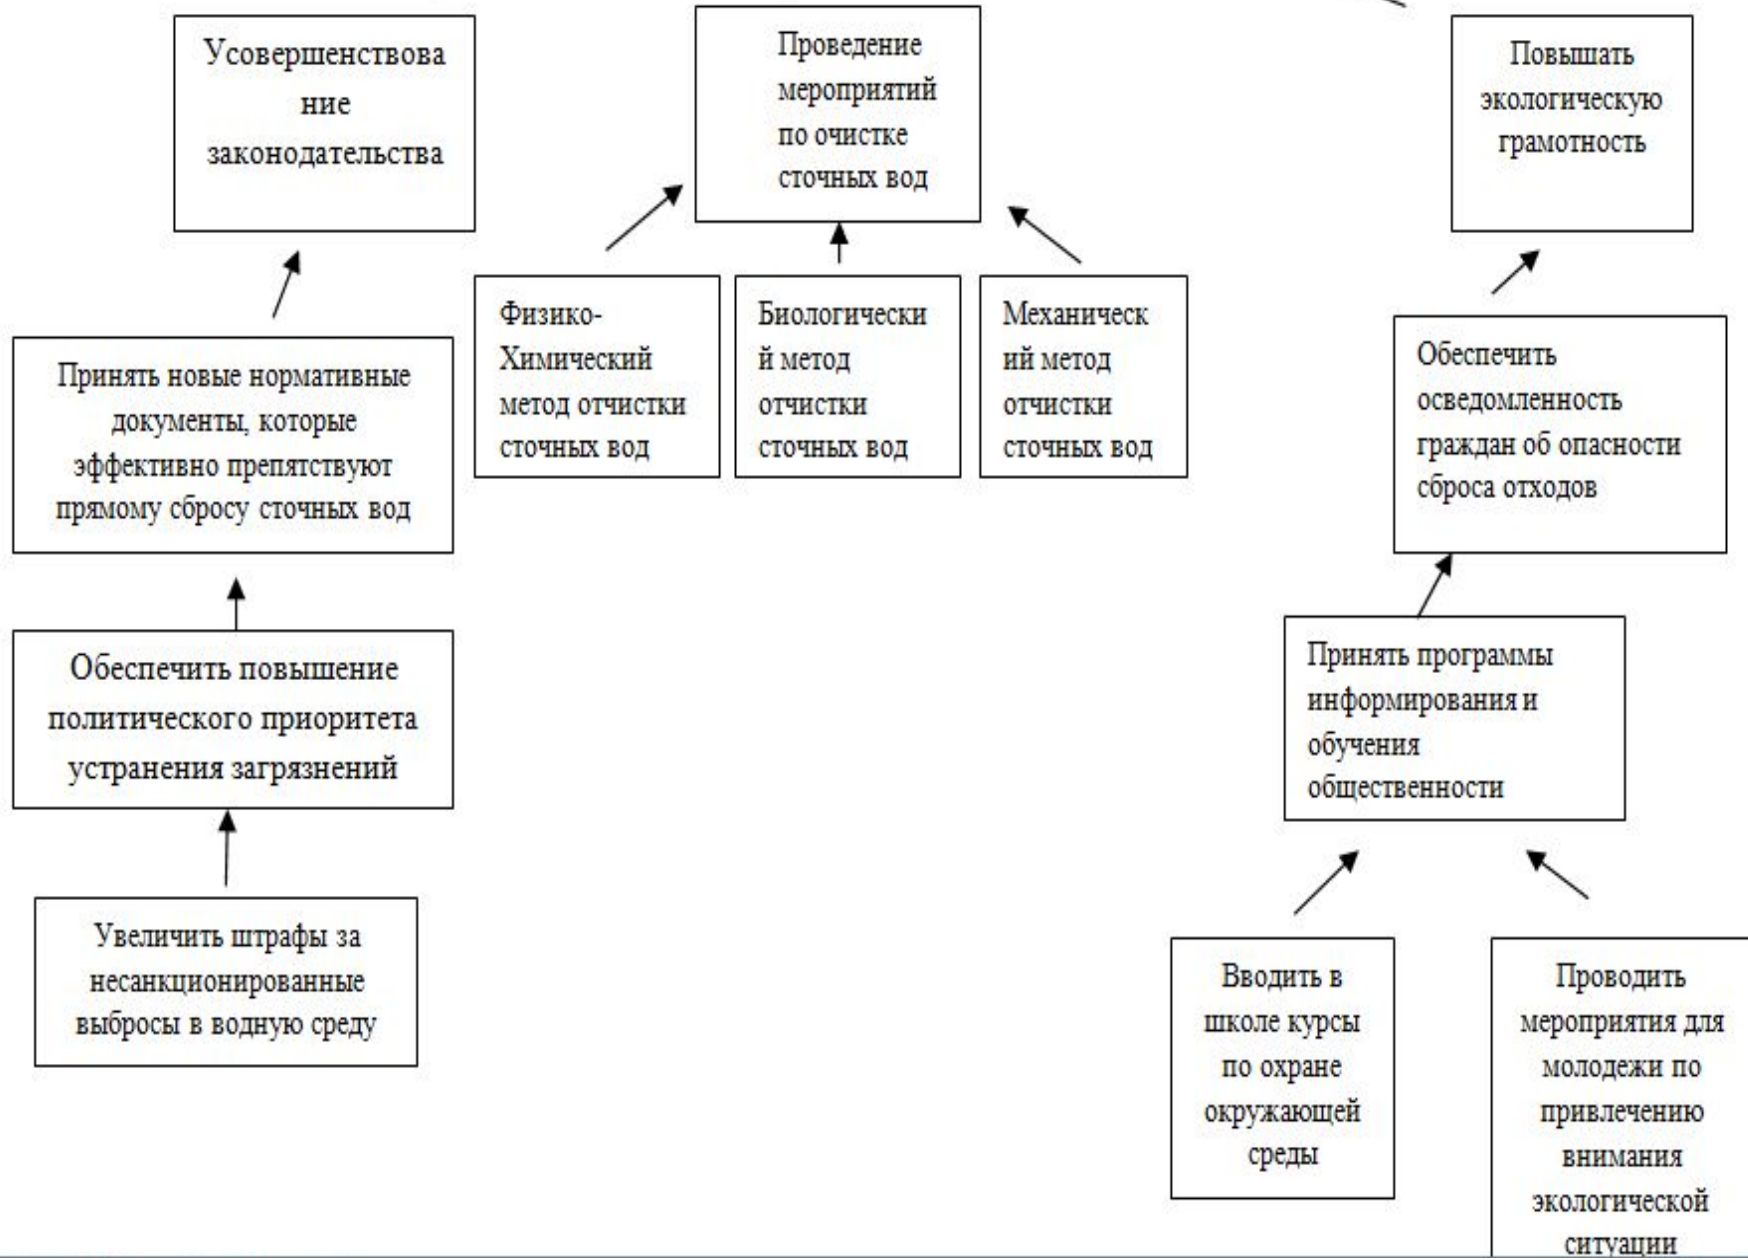 Усовершенствова
ние
законодательства
Проведение
мероприятий
по очистке
сточных вод
Повышать
экологическую
грамотность
Физико-
Химический
метод отчистки
сточных вод
Биологически
й метод
отчистки
сточных вод
Механическ
ий метод
отчистки
сточных вод
Принять новые нормативные
документы, которые
эффективно препятствуют
прямому сбросу сточных вод
Обеспечить
осведомленность
граждан об опасности
сброса отходов
Обеспечить повышение
политического приоритета
устранения загрязнений
Принять программы
информирования и
обучения
общественности
Увеличить штрафы за
несанкционированные
выбросы в водную среду
Вводить в
школе курсы
по охране
окружающей
среды
Проводить
мероприятия для
молодежи по
привлечению
внимания
экологической
ситуации